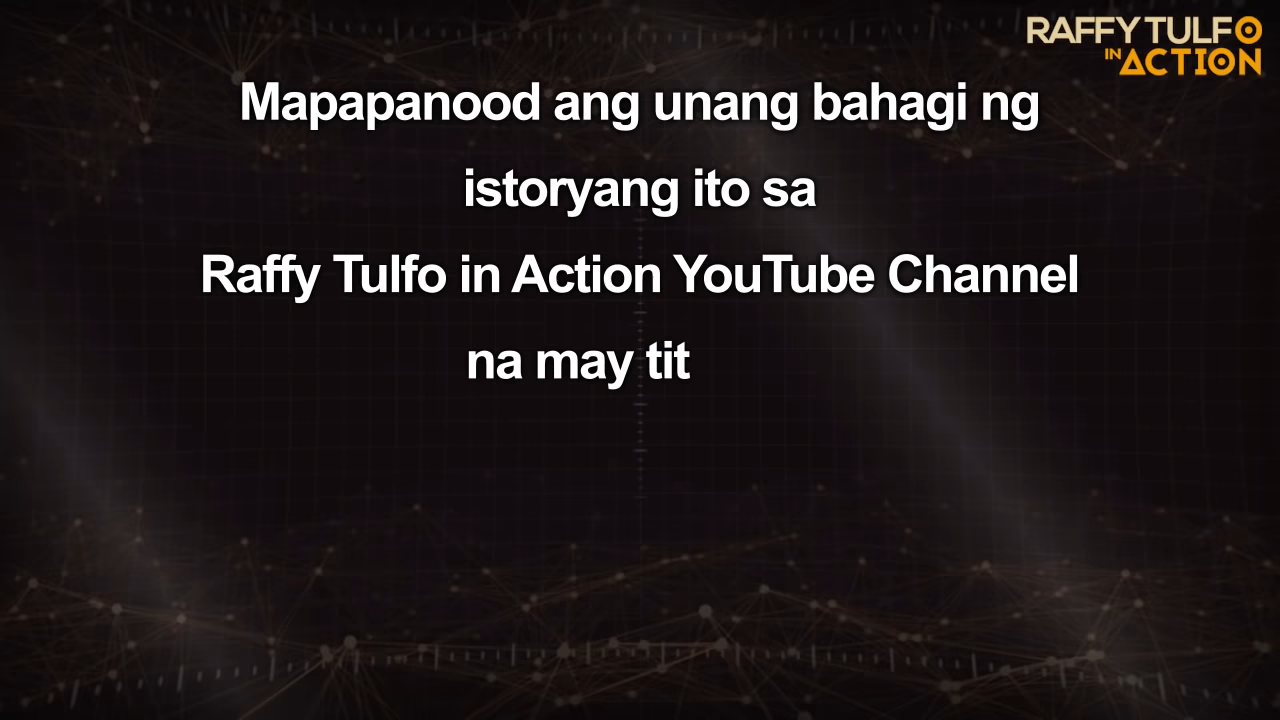 RAFFY TULFO
IN ACTION
Mapapanood ang unang bahagi ng
istoryang ito sa
Raffy Tulfo in Action YouTube Channel
na may tit